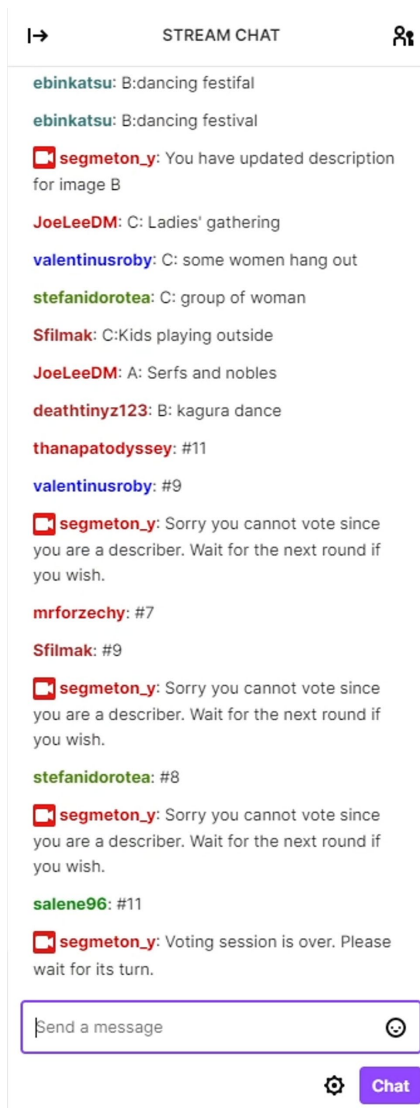 STREAM CHAT
ebinkatsu: B:dancing festifal
ebinkatsu: B:dancing festival
segmeton_y: You have updated description
for image B
JoeLeeDM: C: Ladies' gathering
valentinusroby: C: some women hang out
stefanidorotea: C: group of woman
Sfilmak: C:Kids playing outside
JoeLeeDM: A: Serfs and nobles
deathtinyz123: B: kagura dance
thanapatodyssey: #11
valentinusroby: #9
segmeton_y: Sorry you cannot vote since
you are a describer. Wait for the next round if
you wish.
mrforzechy: #7
Sfilmak: #9
segmeton_y: Sorry you cannot vote since
you are a describer. Wait for the next round if
you wish.
stefanidorotea: #8
segmeton_y: Sorry you cannot vote since
you are a describer. Wait for the next round if
you wish.
salene96: #11
segmeton_y: Voting session is over. Please
wait for its turn.
Send a message
Chat